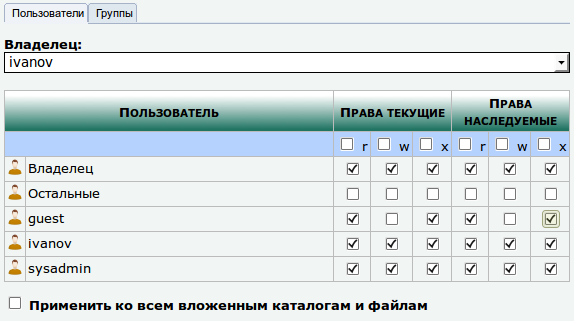 Пользователи Группы
Владелец:
ivanov
Пользователь Права текущие Права наследуемые
r w x r w x
Владелец
Остальные
guest
ivanov
sysadmin
Применить ко всем вложенным каталогам и файлам